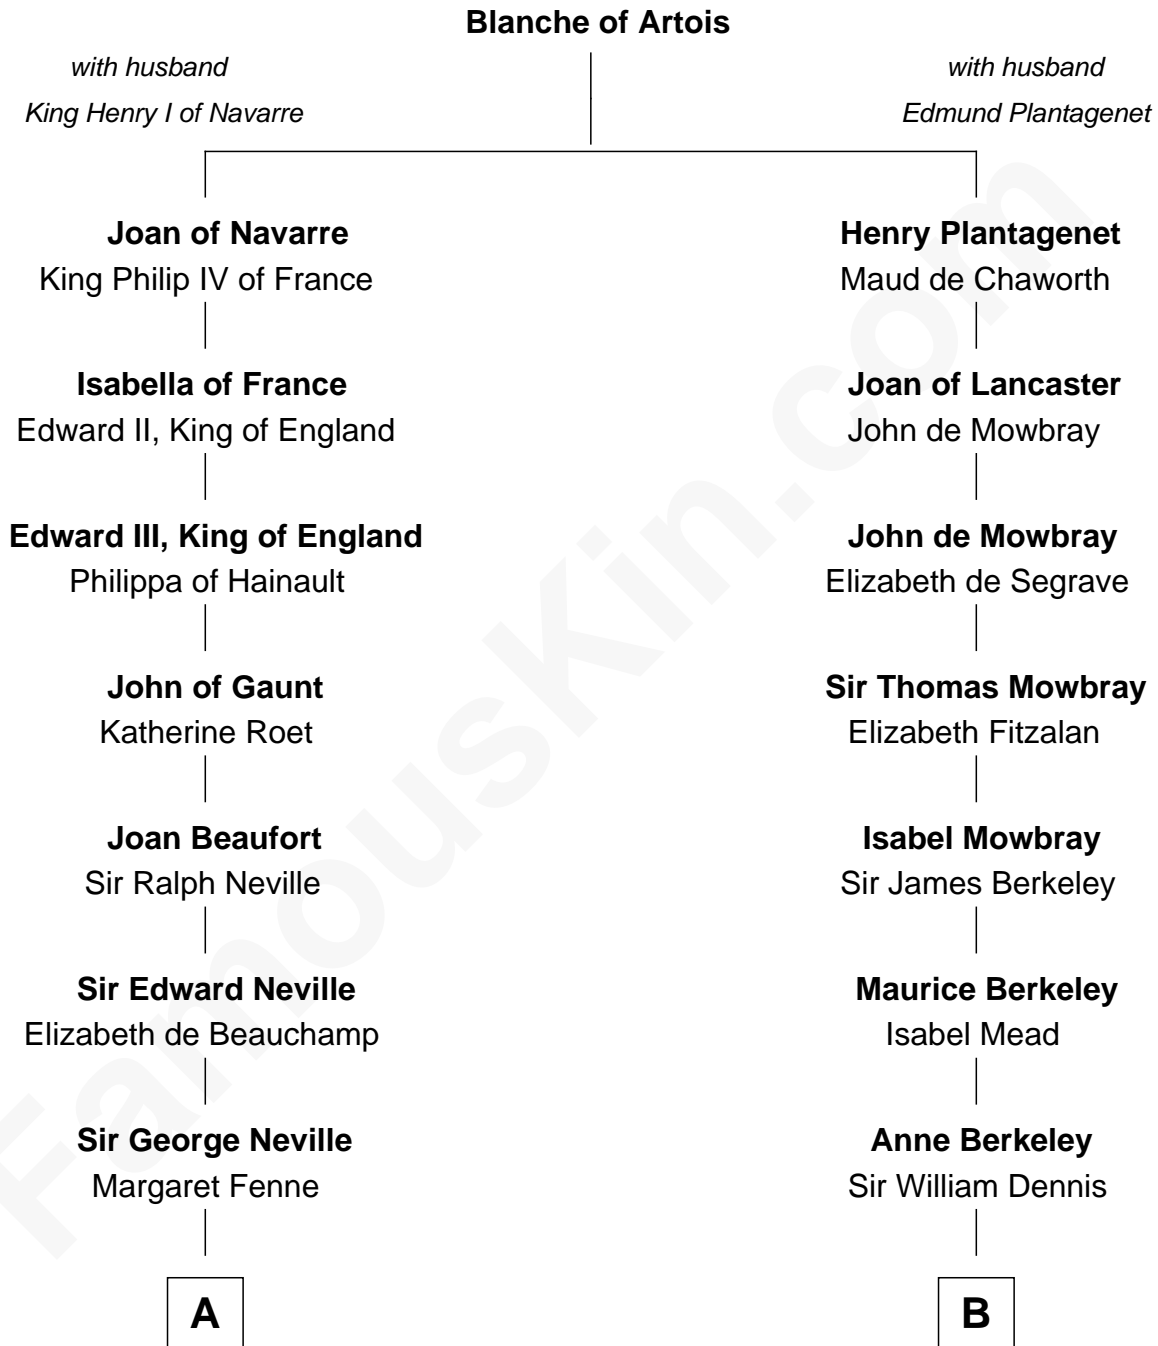 Blanche of Artois
with husband
King Henry I of Navarre
with husband
Edmund Plantagenet
Joan of Navarre
King Philip IV of France
Henry Plantagenet
Maud de Chaworth
Isabella of France
Edward II, King of England
Joan of Lancaster
John de Mowbray
Edward III, King of England
Philippa of Hainault
John de Mowbray
Elizabeth de Segrave
John of Gaunt
Katherine Roet
Sir Thomas Mowbray
Elizabeth Fitzalan
Joan Beaufort
Sir Ralph Neville
Isabel Mowbray
Sir James Berkeley
Sir Edward Neville
Elizabeth de Beauchamp
Maurice Berkeley
Isabel Mead
Sir George Neville
Margaret Fenne
Anne Berkeley
Sir William Dennis
A
B
FamousKin.com